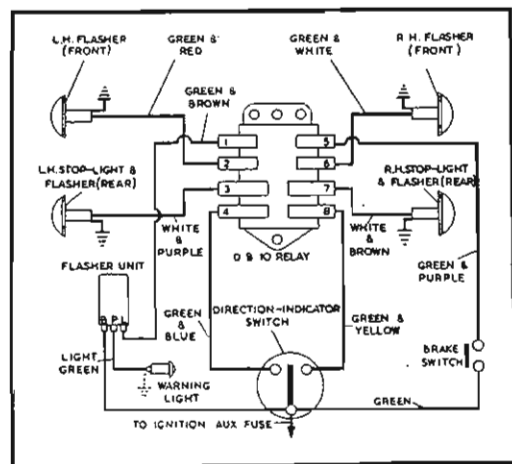 L.H. FLASHER
(FRONT)
GREEN &
RED
GREEN &
WHITE
R.H. FLASHER
(FRONT)
GREEN &
BROWN
1
5
2
6
L.H. STOP-LIGHT &
FLASHER (REAR)
3
7
R.H. STOP-LIGHT
& FLASHER (REAR)
4
8
WHITE
&
PURPLE
WHITE
&
BROWN
D B 10 RELAY
FLASHER UNIT
GREEN &
PURPLE
B P L
GREEN
& BLUE
DIRECTION-INDICATOR
SWITCH
GREEN &
YELLOW
LIGHT
GREEN
BRAKE
SWITCH
WARNING
LIGHT
GREEN
TO IGNITION AUX FUSE